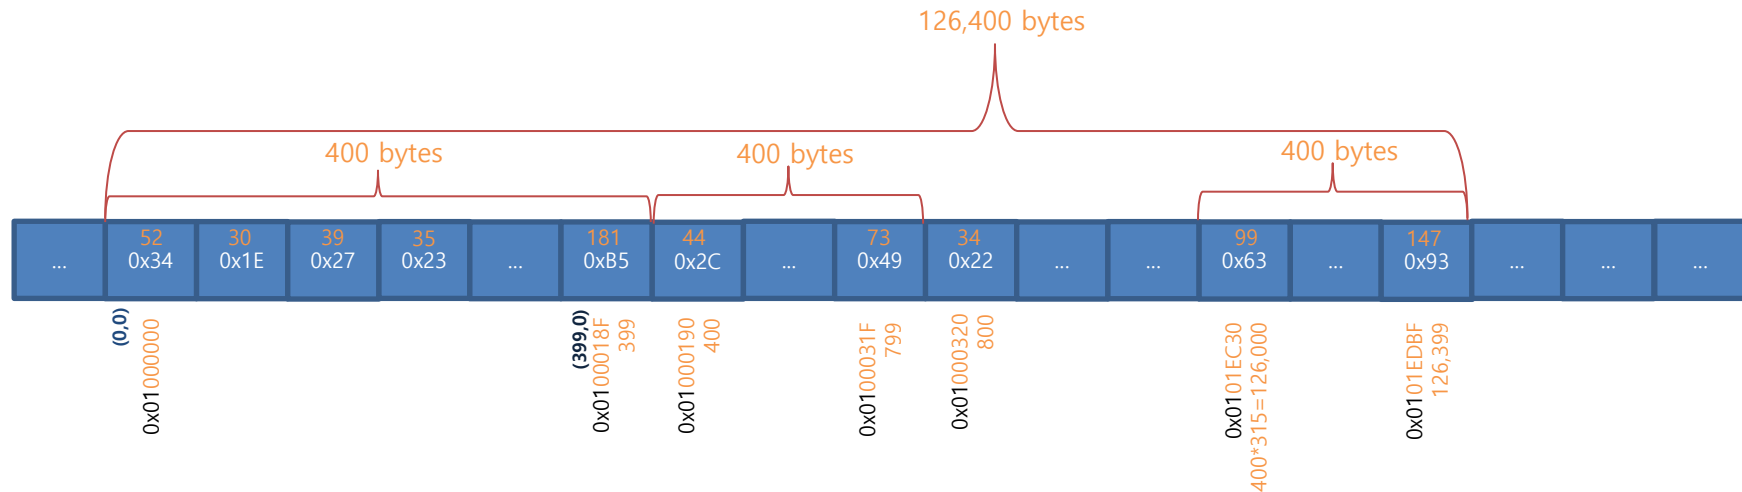 126,400 bytes
400 bytes
400 bytes
400 bytes
...
52
0x34
30
0x1E
39
0x27
35
0x23
...
181
0xB5
44
0x2C
...
73
0x49
34
0x22
...
...
99
0x63
...
147
0x93
...
...
...
(0,0)
0x01000000
(399,0)
0x0100018F
399
0x01000190
400
0x0100031F
799
0x01000320
800
0x0101EC30
400*315=126,000
0x0101EDBF
126,399